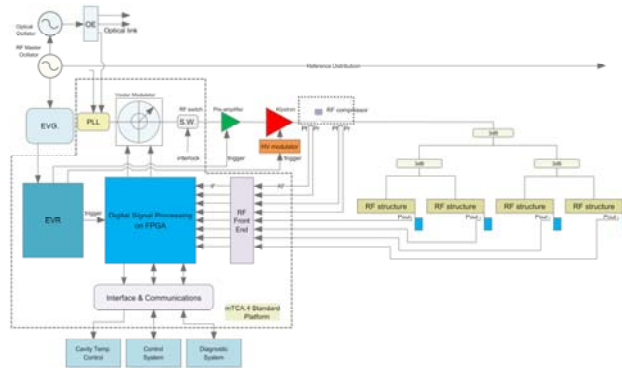 Optical
Oscillator
OE
Optical link
RF Master
Oscillator
Reference Distribution
Vector Modulator
RF switch
Pre-amplifier
Klystron
RF compressor
EVG.
PLL
S.W
Pf Pr
Pf Pr
3dB
interlock
trigger
HV modulator
trigger
3dB
3dB
IF
RF
EVR
trigger
Digital Signal Processing
on FPGA
RF
Front
End
RF structure
RF structure
RF structure
RF structure
Interface & Communications
mTCA.4 Standard
Platform
Cavity Temp
Control
Control
System
Diagnostic
System